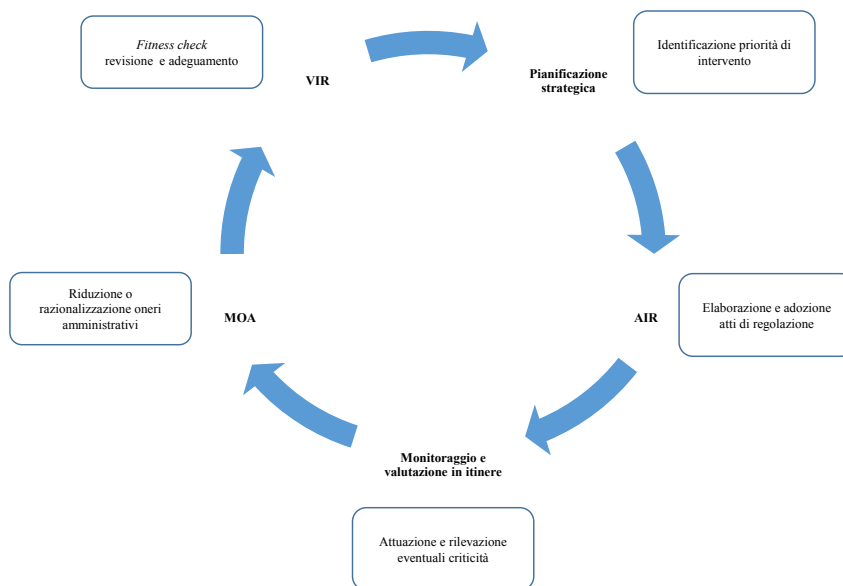 Fitness check
revisione e adeguamento
VIR
Pianificazione
strategica
Identificazione priorità di
intervento
Riduzione o
razionalizzazione oneri
amministrativi
MOA
AIR
Elaborazione e adozione
atti di regolazione
Monitoraggio e
valutazione in itinere
Attuazione e rilevazione
eventuali criticità